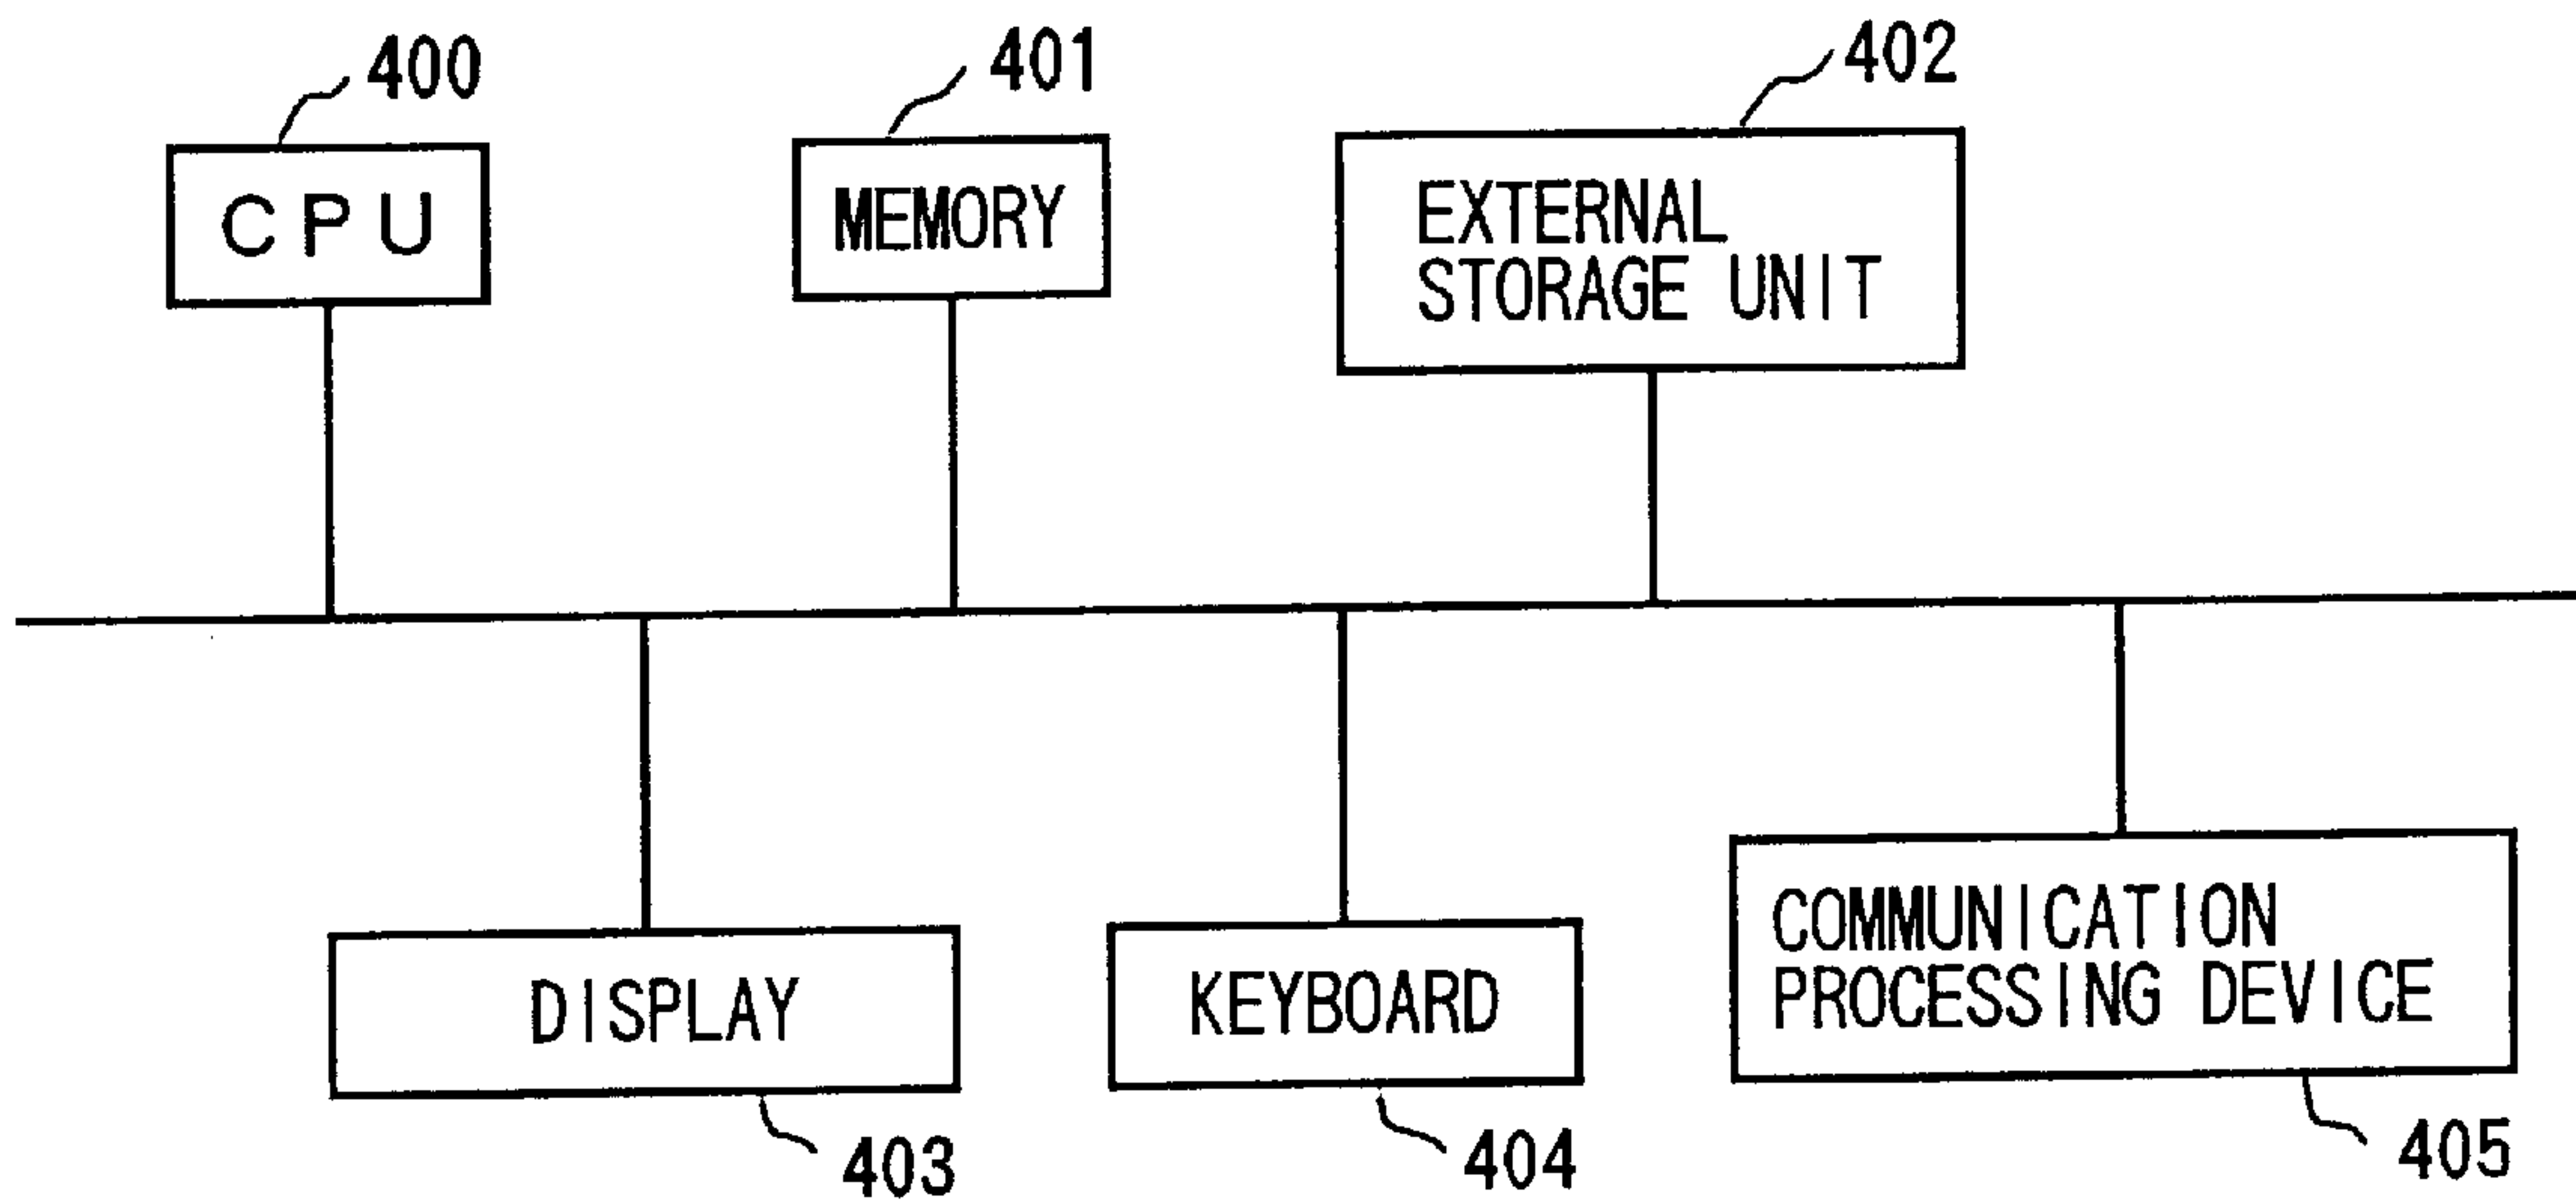 400
401
402
CPU
MEMORY
EXTERNAL
STORAGE UNIT
DISPLAY
KEYBOARD
COMMUNICATION
PROCESSING DEVICE
403
404
405